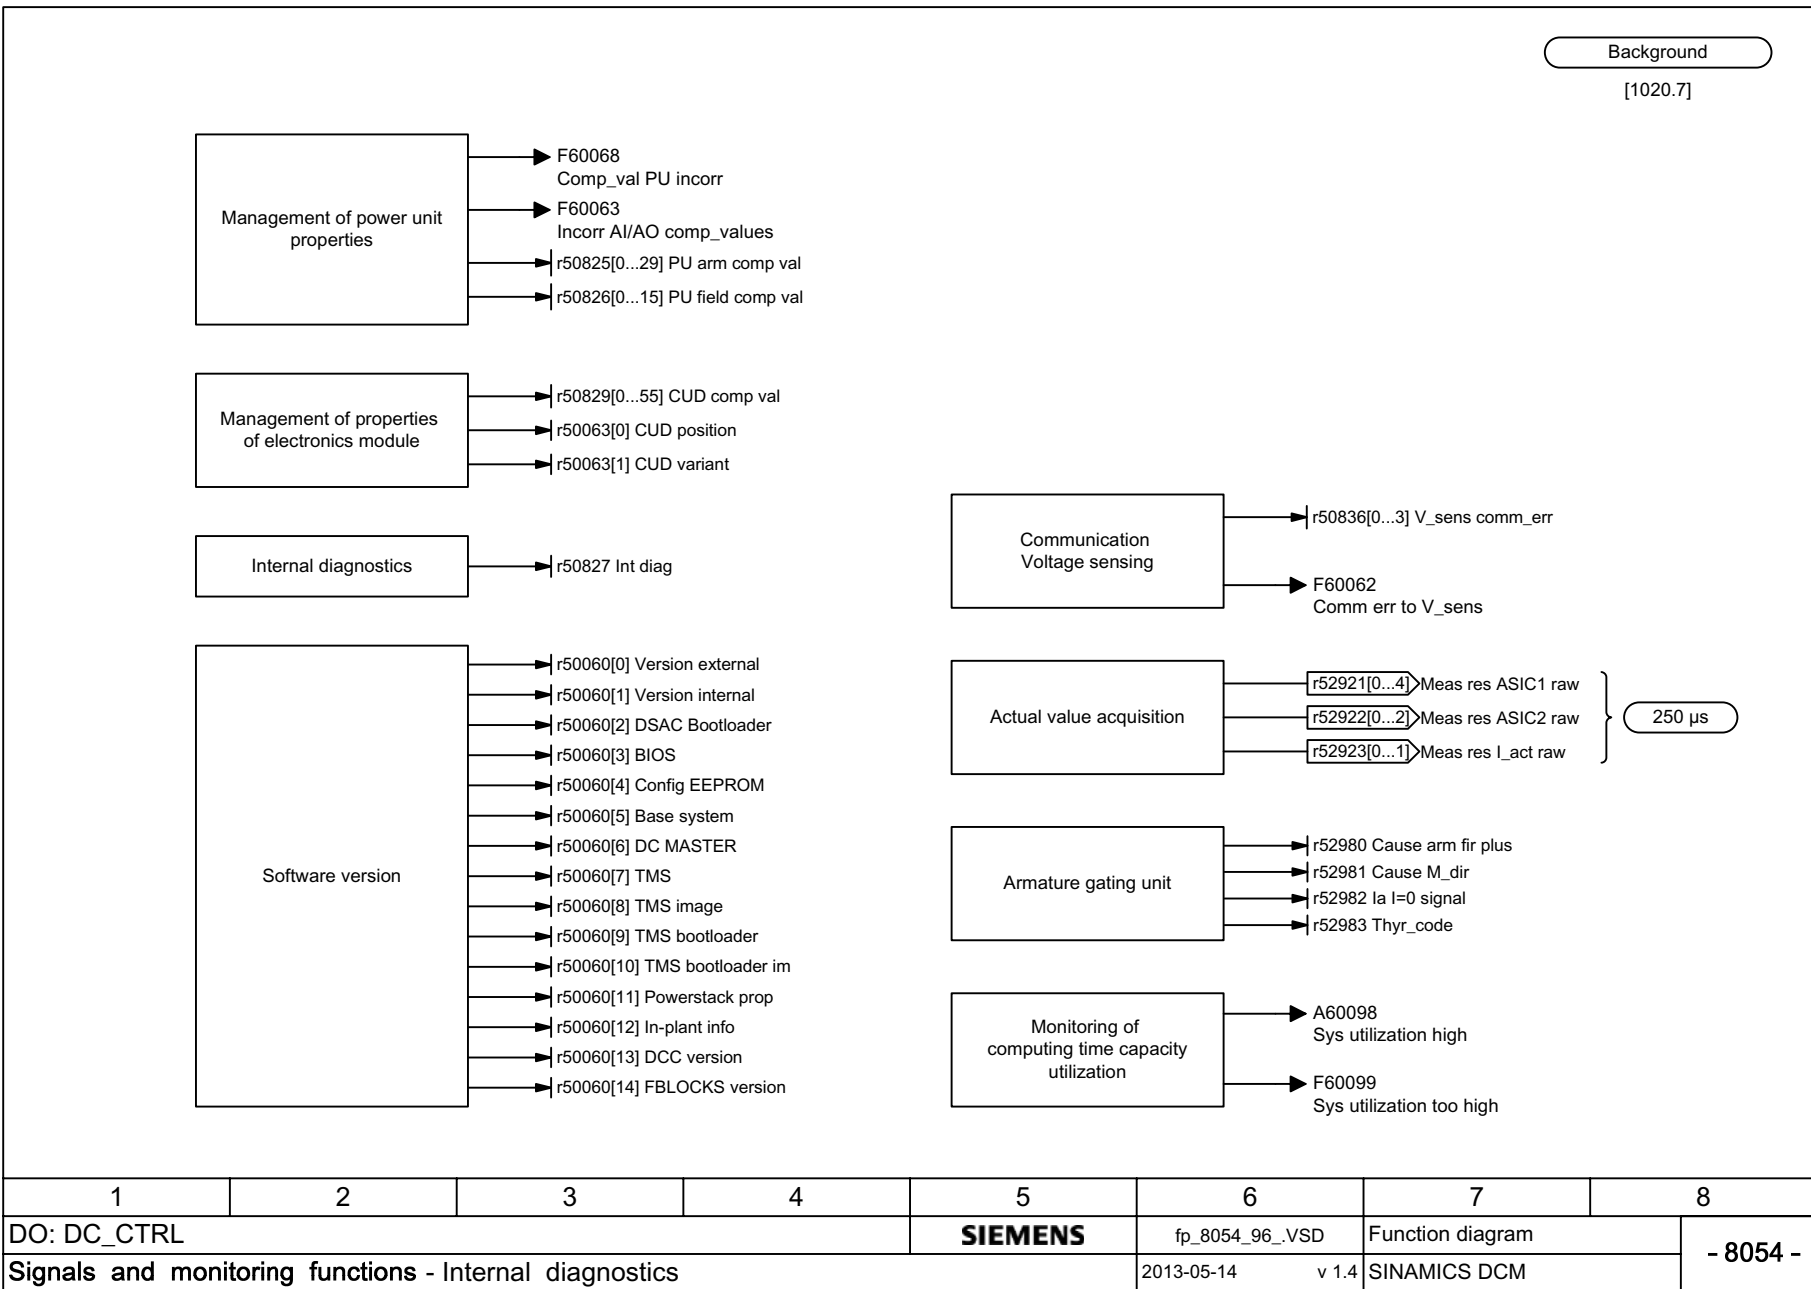 Background
[1020.7]
Management of power unit
properties
F60068
Comp_val PU incorr
F60063
Incorr AI/AO comp_values
r50825[0...29] PU arm comp val
r50826[0...15] PU field comp val
Management of properties
of electronics module
r50829[0...55] CUD comp val
r50063[0] CUD position
r50063[1] CUD variant
Internal diagnostics
r50827 Int diag
Software version
r50060[0] Version external
r50060[1] Version internal
r50060[2] DSAC Bootloader
r50060[3] BIOS
r50060[4] Config EEPROM
r50060[5] Base system
r50060[6] DC MASTER
r50060[7] TMS
r50060[8] TMS image
r50060[9] TMS bootloader
r50060[10] TMS bootloader im
r50060[11] Powerstack prop
r50060[12] In-plant info
r50060[13] DCC version
r50060[14] FBLOCKS version
Communication
Voltage sensing
r50836[0...3] V_sens comm_err
F60062
Comm err to V_sens
Actual value acquisition
r52921[0...4] Meas res ASIC1 raw
r52922[0...2] Meas res ASIC2 raw
r52923[0...1] Meas res I_act raw
250 µs
Armature gating unit
r52980 Cause arm fir plus
r52981 Cause M_dir
r52982 Ia I=0 signal
r52983 Thyr_code
Monitoring of
computing time capacity
utilization
A60098
Sys utilization high
F60099
Sys utilization too high
1 2 3 4 5 6 7 8
DO: DC_CTRL SIEMENS fp_8054_96_.VSD Function diagram
- 8054 -
Signals and monitoring functions - Internal diagnostics 2013-05-14 v 1.4 SINAMICS DCM